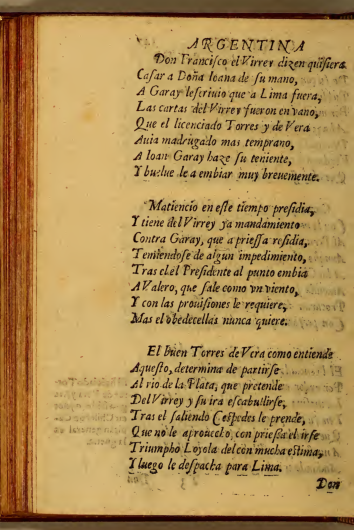 ARGENTINA
Don Francisco el Virrey dizen quisiera
Casar a Doña Ioana de su mano,
A Garay lescriuio que a Lima fuera,
Las cartas del Virrey fueron en vano,
Que el licenciado Torres y de Vera
Auia madrugado mas temprano,
A Ioan Garay haze su teniente,
Y buelue le a embiar muy breuemente.
Matiencio en este tiempo presidia,
Y tiene del Virrey ya mandamiento
Contra Garay, que apriessa residia,
Temiendose de algun impedimiento,
Tras el el Presidente al punto embia
A Valero, que sale como vn viento,
Y con las prouisiones le requiere,
Mas el obedecellas nunca quiere.
El buen Torres de Vera como entiende
Aquesto, determina de partirse
Al rio de la Plata, que pretende
Del Virrey y su ira escabullirse,
Tras el saliendo Cespedes le prende,
Que no le aprouecho, con priessa el irse
Triumpho Loyola del con mucha estima,
Y luego le despacha para Lima.
Don